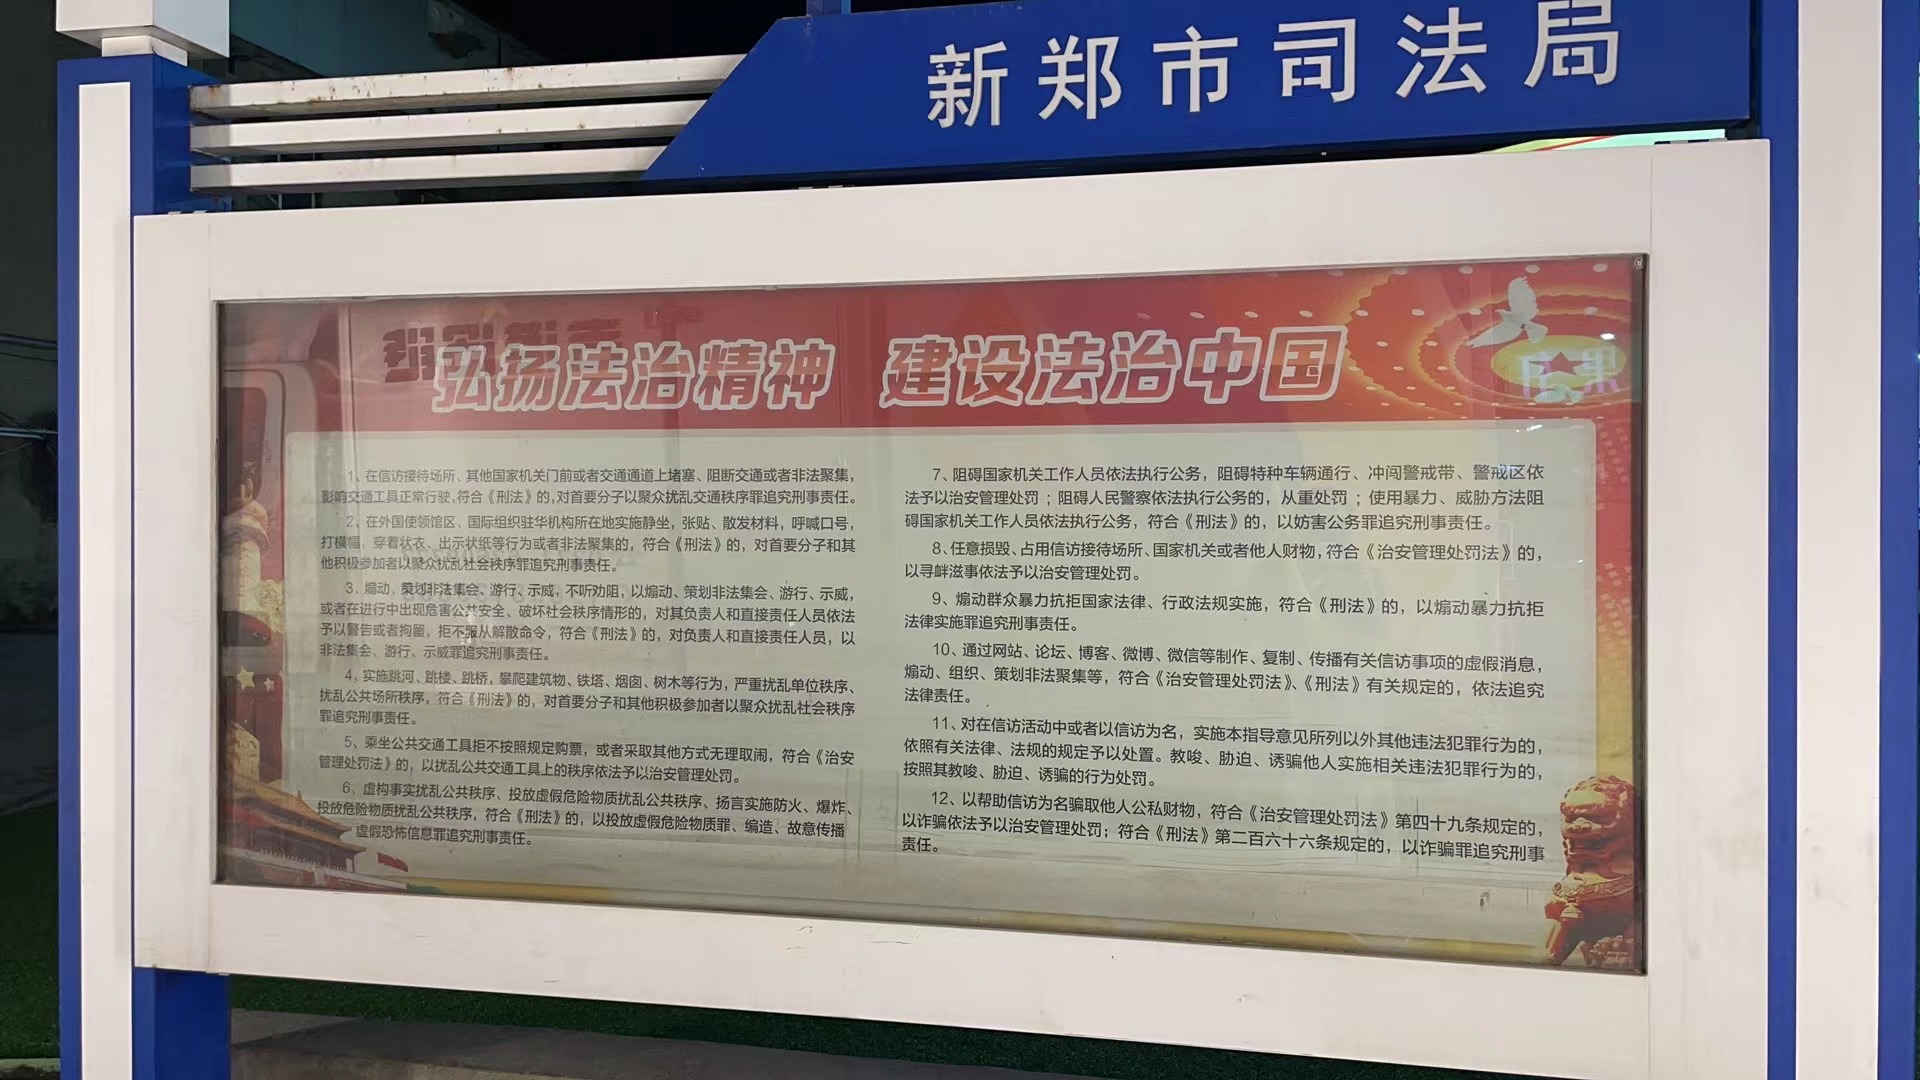 新郑市司法局
弘扬法治精神 建设法治中国
1、在信访接待场所、其他国家机关门前或者交通通道上堵塞、阻断交通或者非法聚集，
影响交通工具正常行驶，符合《刑法》的，对首要分子以聚众扰乱交通秩序罪追究刑事责任。
2、在外国使领馆区、国际组织驻华机构所在地实施静坐，张贴、散发材料，呼喊口号，
打横幅，穿着状衣、出示状纸等行为或者非法聚集的，符合《刑法》的，对首要分子和其
他积极参加者以聚众扰乱社会秩序罪追究刑事责任。
3、煽动、策划非法集会、游行、示威，不听劝阻，以煽动、策划非法集会、游行、示威，
或者在进行中出现危害公共安全、破坏社会秩序情形的，对其负责人和直接责任人员依法
予以警告或者拘留，拒不服从解散命令，符合《刑法》的，对负责人和直接责任人员，以
非法集会、游行、示威罪追究刑事责任。
4、实施跳河、跳楼、跳桥，攀爬建筑物、铁塔、烟囱、树木等行为，严重扰乱单位秩序、
扰乱公共场所秩序，符合《刑法》的，对首要分子和其他积极参加者以聚众扰乱社会秩序
罪追究刑事责任。
5、乘坐公共交通工具拒不按照规定购票，或者采取其他方式无理取闹，符合《治安
管理处罚法》的，以扰乱公共交通工具上的秩序依法予以治安管理处罚。
6、虚构事实扰乱公共秩序、投放虚假危险物质扰乱公共秩序、扬言实施防火、爆炸、
投放危险物质扰乱公共秩序，符合《刑法》的，以投放虚假危险物质罪、编造、故意传播
虚假恐怖信息罪追究刑事责任。
7、阻碍国家机关工作人员依法执行公务，阻碍特种车辆通行、冲闯警戒带、警戒区依
法予以治安管理处罚；阻碍人民警察依法执行公务的，从重处罚；使用暴力、威胁方法阻
碍国家机关工作人员依法执行公务，符合《刑法》的，以妨害公务罪追究刑事责任。
8、任意损毁、占用信访接待场所、国家机关或者他人财物，符合《治安管理处罚法》的，
以寻衅滋事依法予以治安管理处罚。
9、煽动群众暴力抗拒国家法律、行政法规实施，符合《刑法》的，以煽动暴力抗拒
法律实施罪追究刑事责任。
10、通过网站、论坛、博客、微博、微信等制作、复制、传播有关信访事项的虚假消息，
煽动、组织、策划非法聚集等，符合《治安管理处罚法》、《刑法》有关规定的，依法追究
法律责任。
11、对在信访活动中或者以信访为名，实施本指导意见所列以外其他违法犯罪行为的，
依照有关法律、法规的规定予以处置。教唆、胁迫、诱骗他人实施相关违法犯罪行为的，
按照其教唆、胁迫、诱骗的行为处罚。
12、以帮助信访为名骗取他人公私财物，符合《治安管理处罚法》第四十九条规定的，
以诈骗依法予以治安管理处罚；符合《刑法》第二百六十六条规定的，以诈骗罪追究刑事
责任。